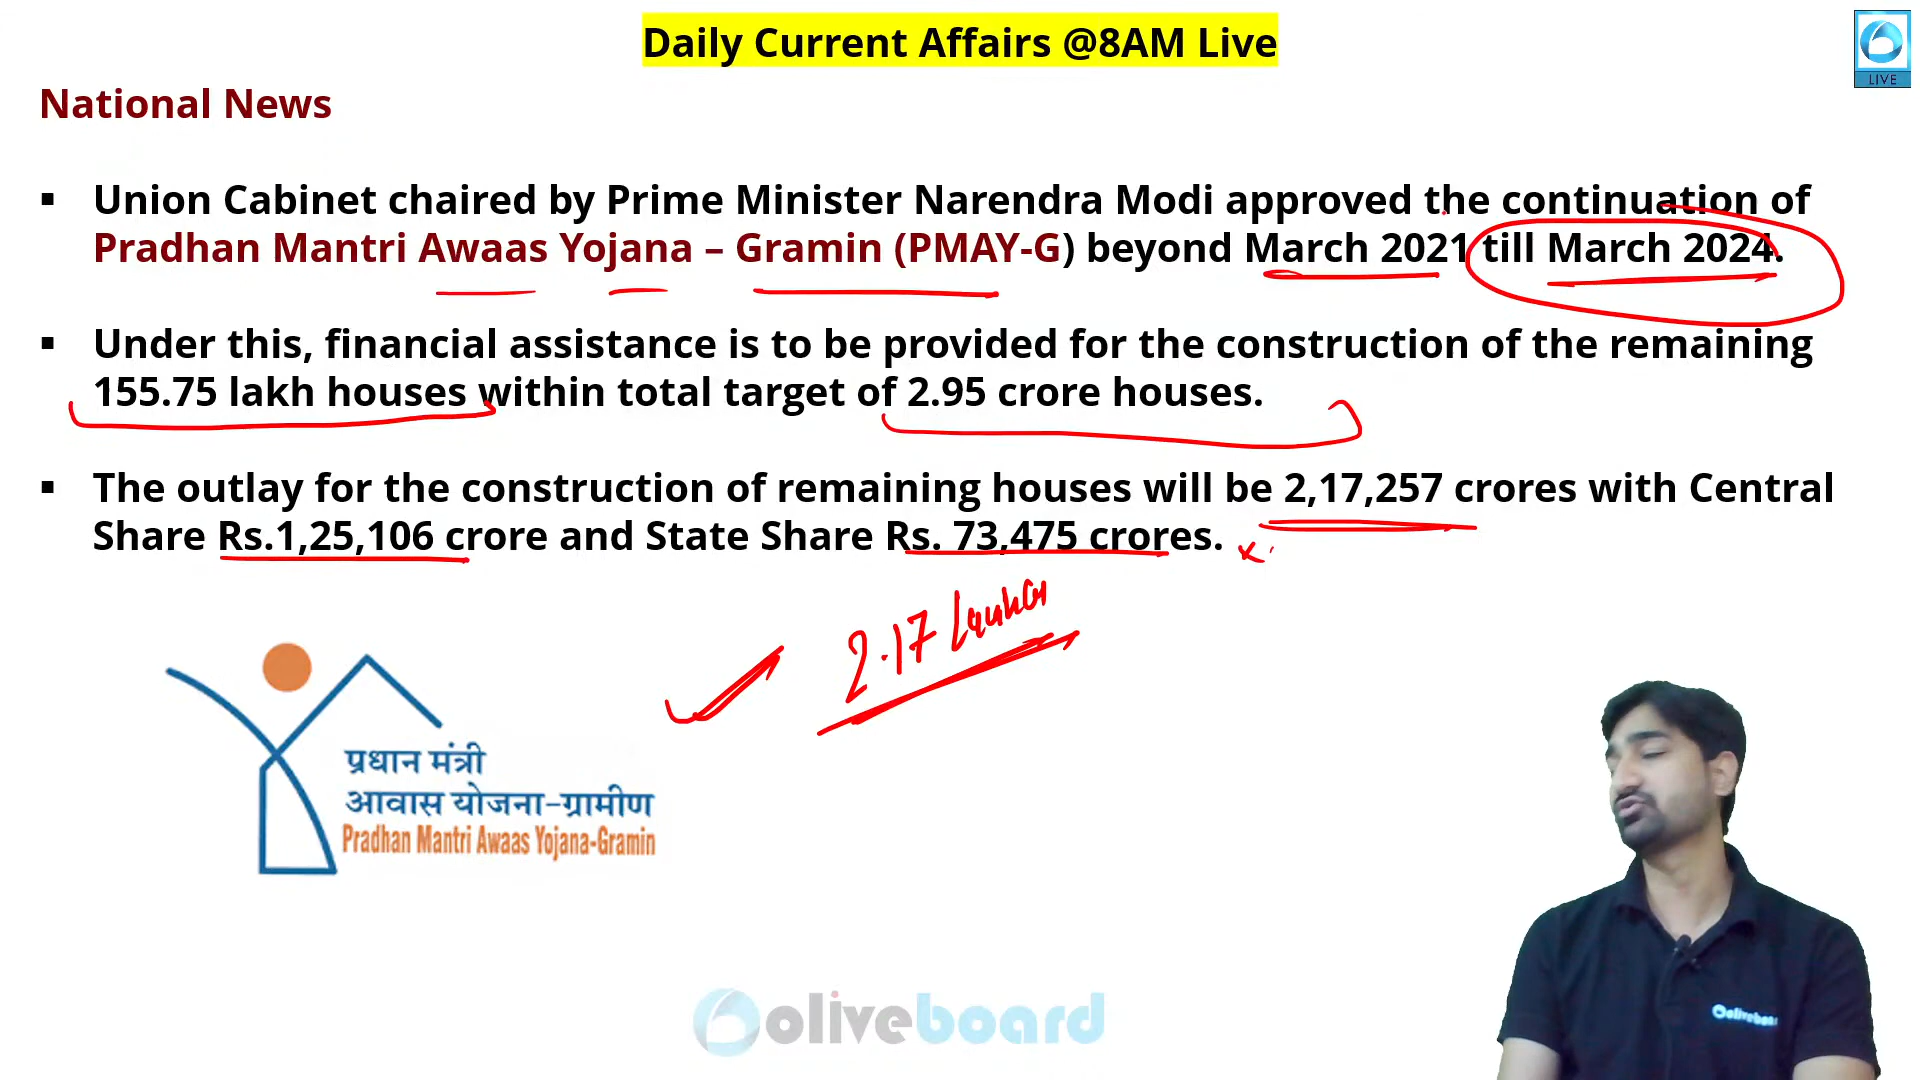 Daily Current Affairs @8AM Live
LIVE
National News
▪ Union Cabinet chaired by Prime Minister Narendra Modi approved the continuation of
Pradhan Mantri Awaas Yojana – Gramin (PMAY-G) beyond March 2021 till March 2024.
▪ Under this, financial assistance is to be provided for the construction of the remaining
155.75 lakh houses within total target of 2.95 crore houses.
▪ The outlay for the construction of remaining houses will be 2,17,257 crores with Central
Share Rs.1,25,106 crore and State Share Rs. 73,475 crores.
2.17
प्रधान मंत्री
आवास योजना-ग्रामीण
Pradhan Mantri Awaas Yojana-Gramin
oliveboard
oliveboard